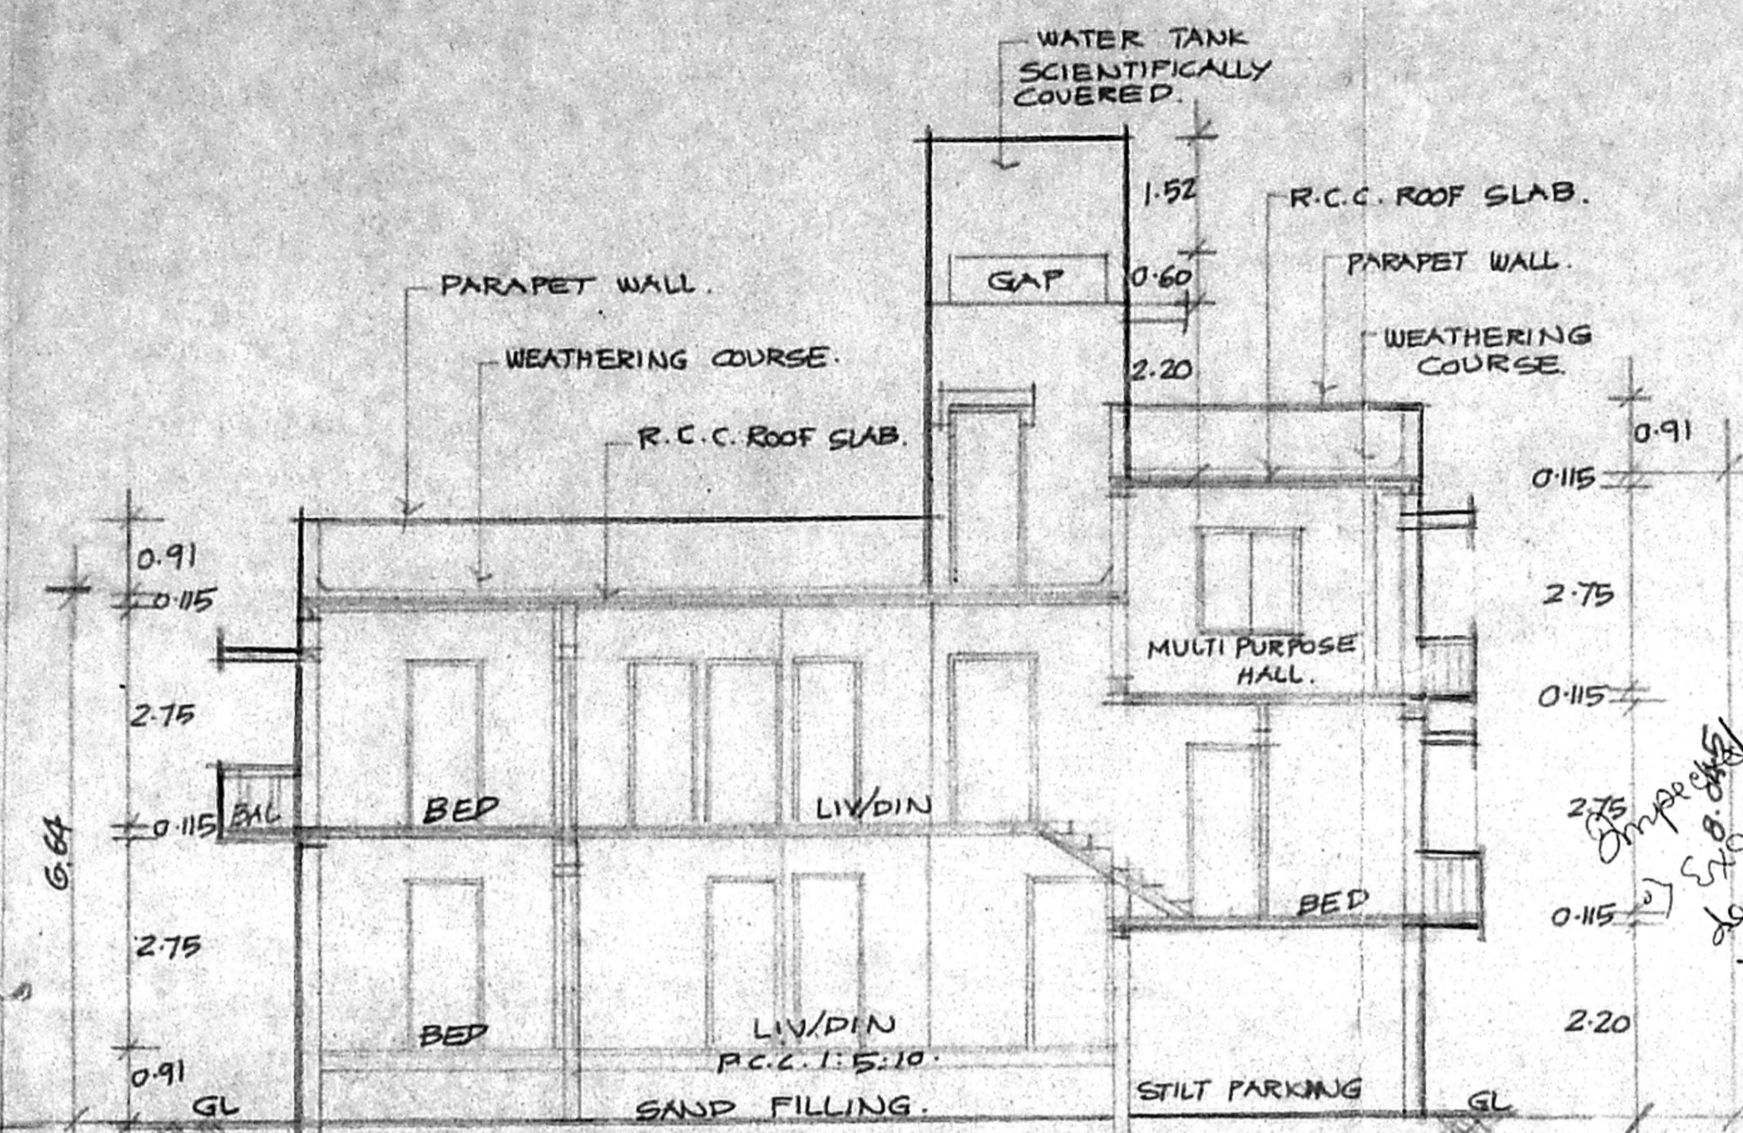 WATER TANK
SCIENTIFICALLY
COVERED.
1.52
R.C.C. ROOF SLAB.
PARAPET WALL.
GAP
0.60
PARAPET WALL.
WEATHERING COURSE.
2.20
WEATHERING
COURSE.
R.C.C. ROOF SLAB.
0.91
0.115
0.91
0.115
2.75
MULTI PURPOSE
HALL.
0.115
2.75
BAL
BED
LIV/DIN
0.115
2.75
6.64
BED
0.115
2.75
BED
LIV/DIN
P.C.C. 1:5:10.
2.20
0.91
GL
SAND FILLING.
STILT PARKING
GL